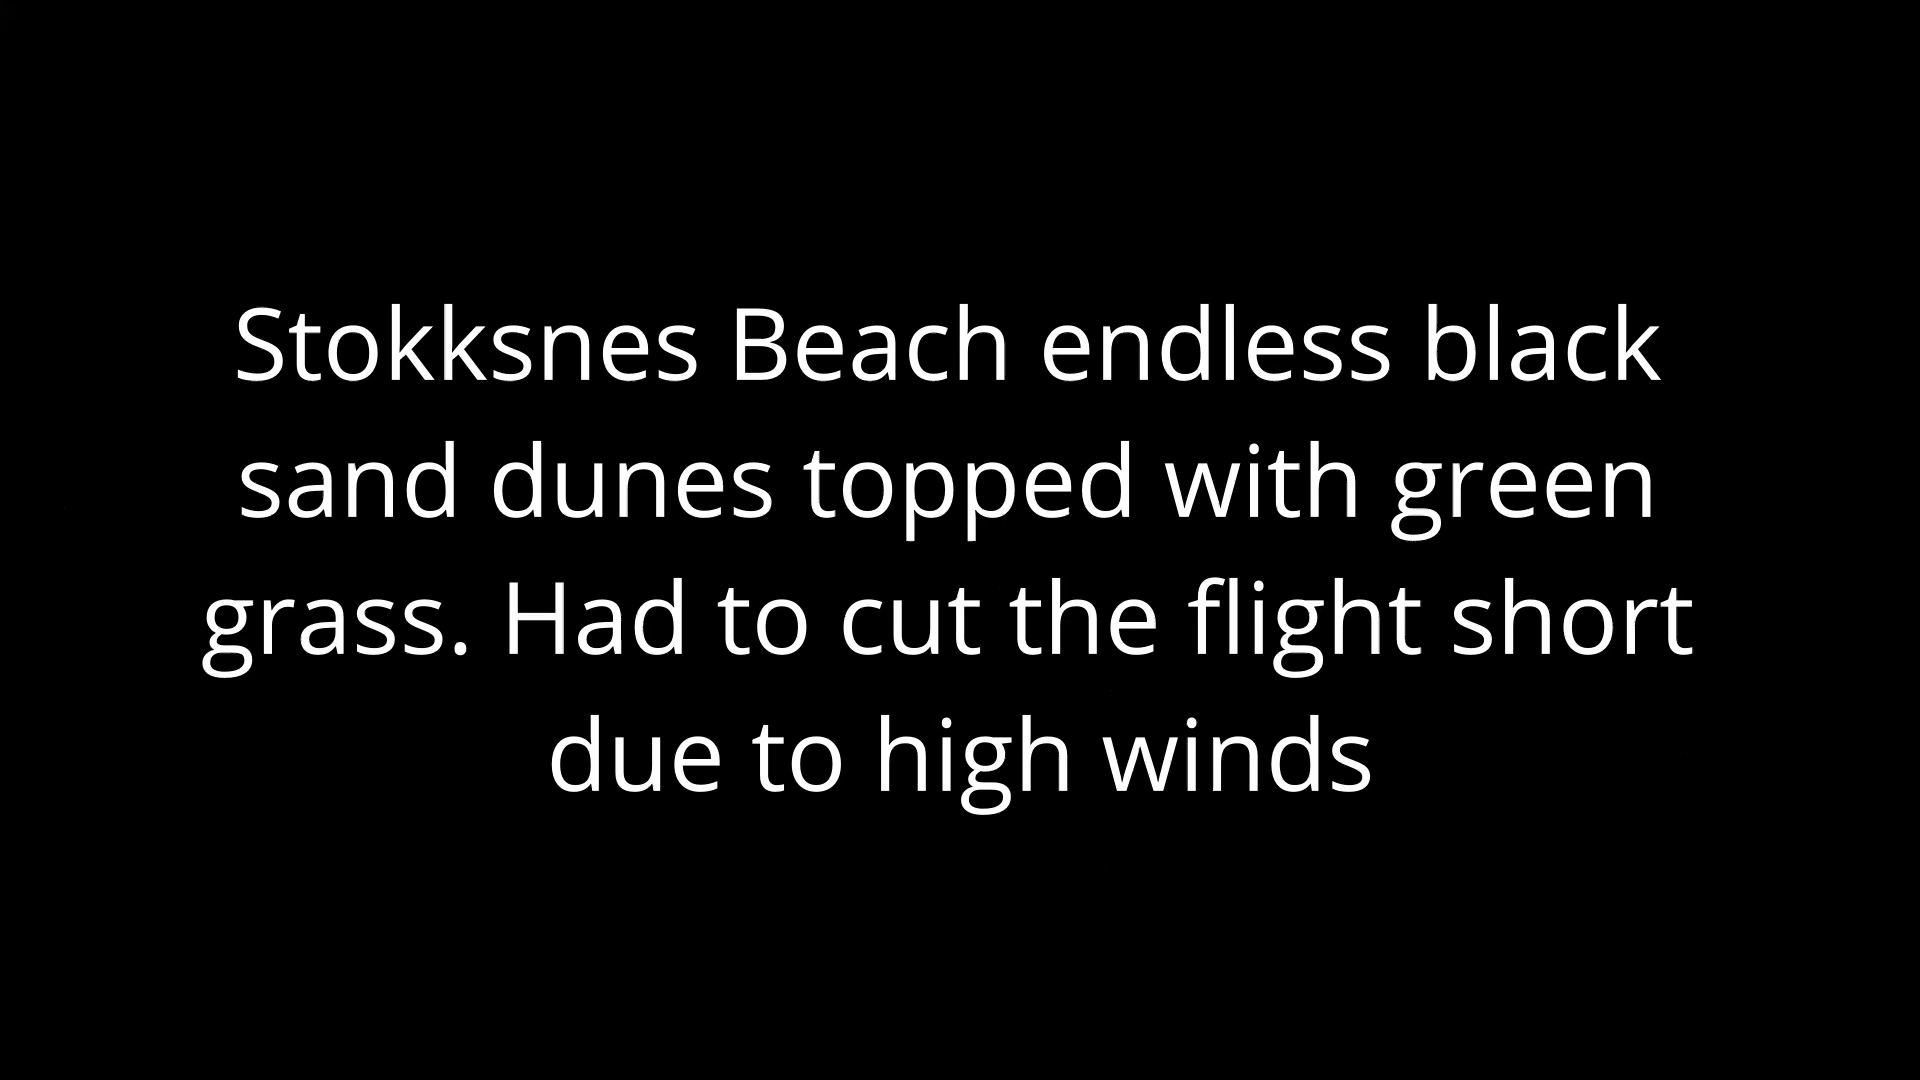 Stokksnes Beach endless black
sand dunes topped with green
grass. Had to cut the flight short
due to high winds